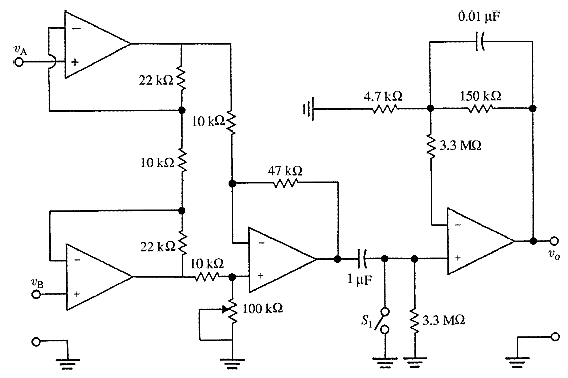 0.01 µF
v_A
−
+
22 kΩ
4.7 kΩ
150 kΩ
10 kΩ
3.3 MΩ
10 kΩ
47 kΩ
22 kΩ
−
+
v_B
10 kΩ
−
+
−
+
v_o
1 µF
100 kΩ
S_1
3.3 MΩ